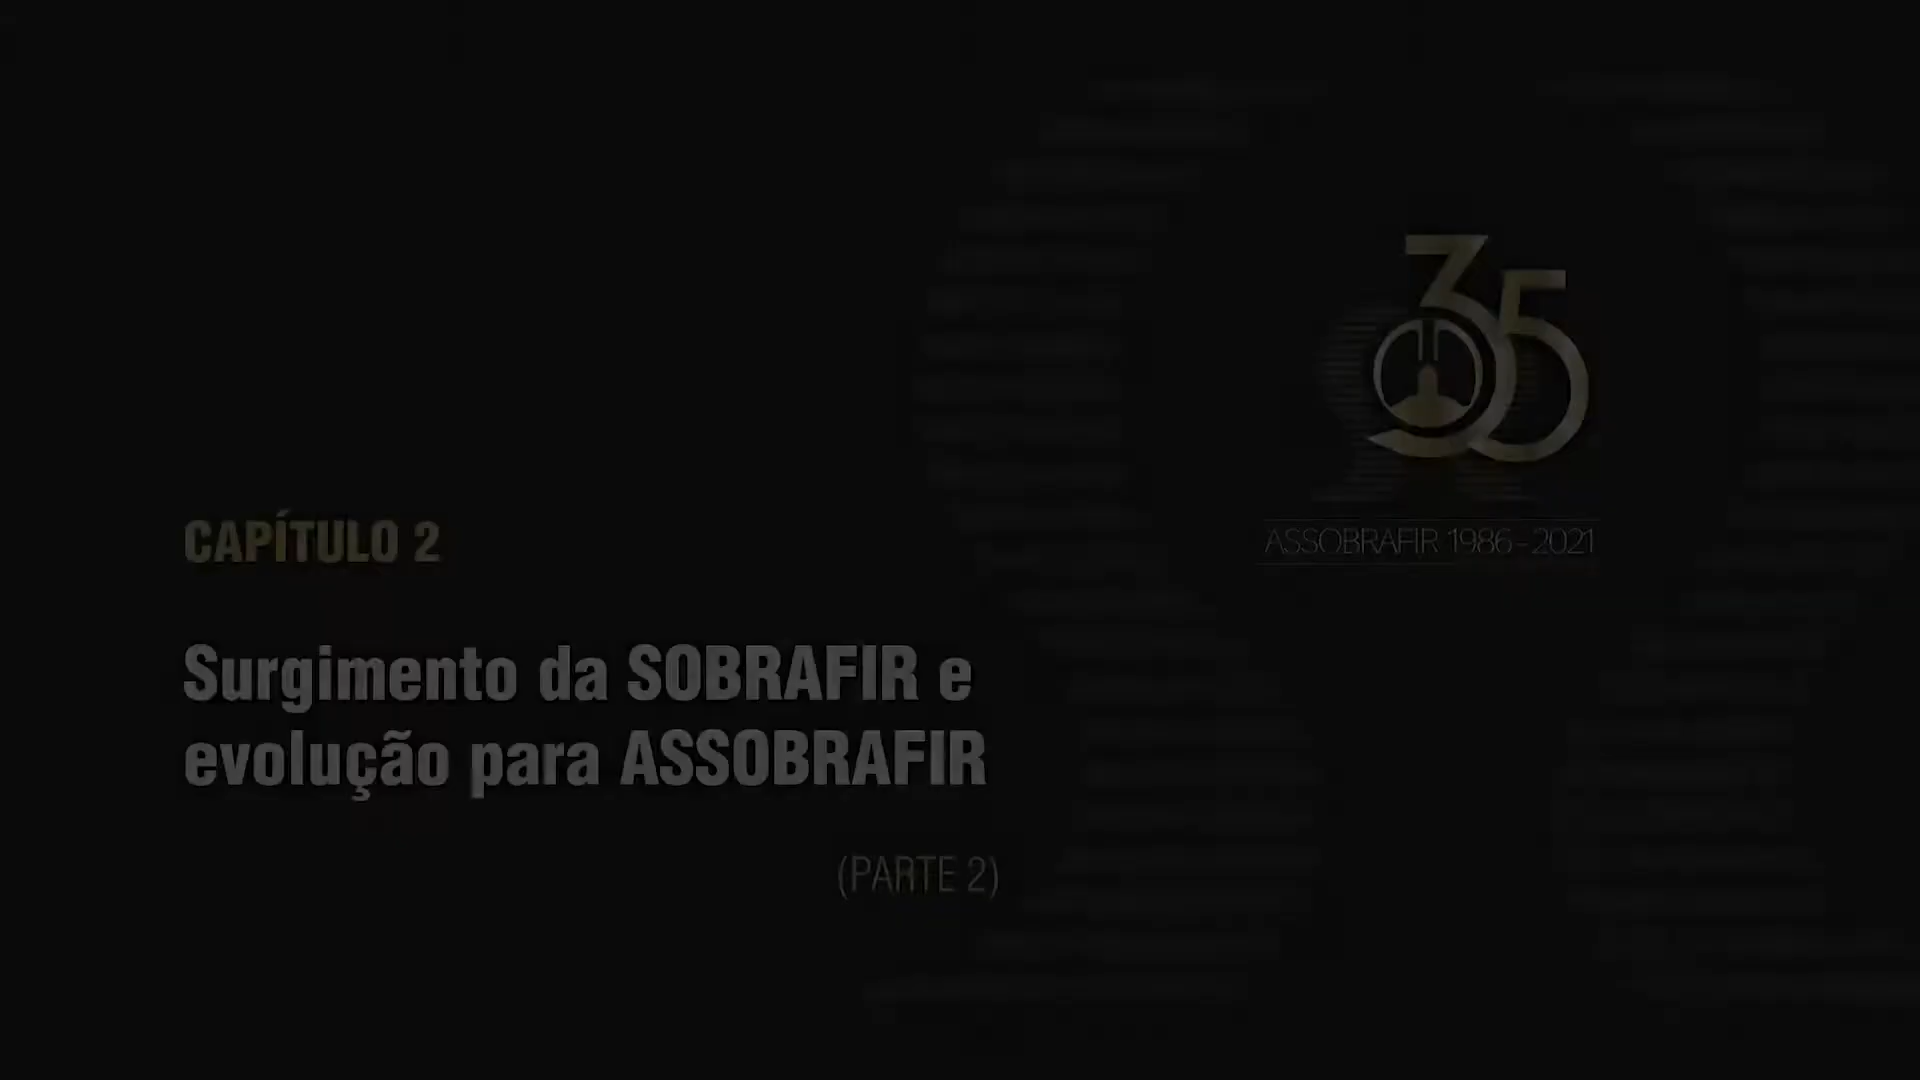 35
ASSOBRAFIR 1986-2021
CAPÍTULO 2
Surgimento da SOBRAFIR e
evolução para ASSOBRAFIR
(PARTE 2)